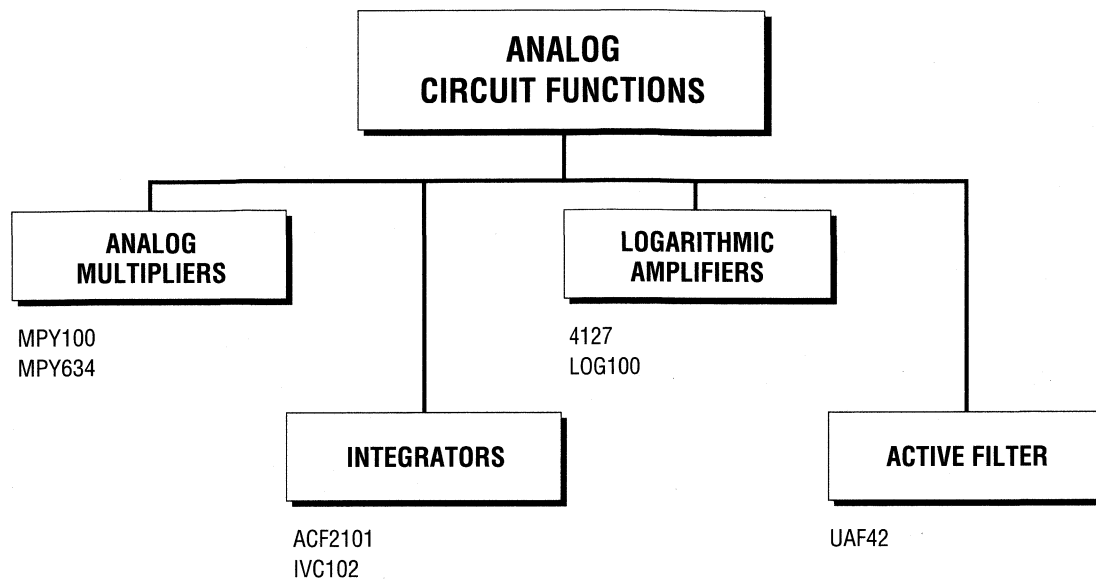 ANALOG
CIRCUIT FUNCTIONS
ANALOG
MULTIPLIERS
MPY100
MPY634
INTEGRATORS
ACF2101
IVC102
LOGARITHMIC
AMPLIFIERS
4127
LOG100
ACTIVE FILTER
UAF42